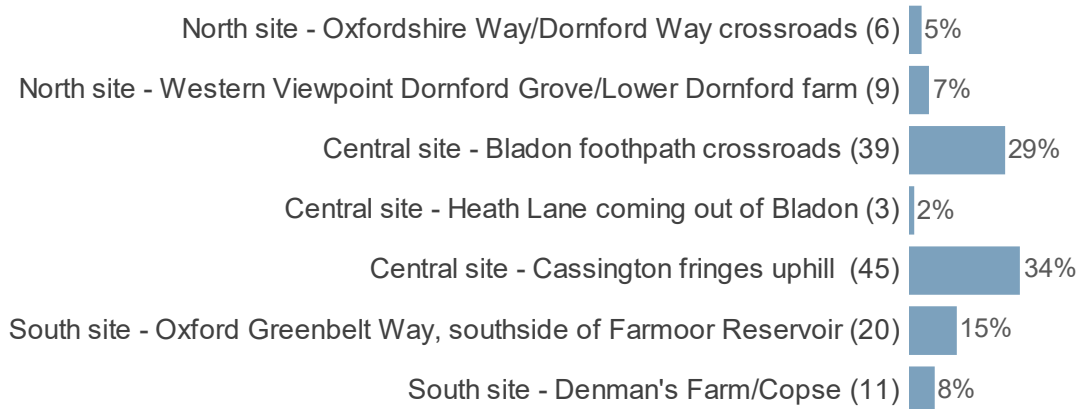 North site - Oxfordshire Way/Dornford Way crossroads (6) 5%
North site - Western Viewpoint Dornford Grove/Lower Dornford farm (9) 7%
Central site - Bladon footpath crossroads (39) 29%
Central site - Heath Lane coming out of Bladon (3) 2%
Central site - Cassington fringes uphill (45) 34%
South site - Oxford Greenbelt Way, southside of Farmoor Reservoir (20) 15%
South site - Denman's Farm/Copse (11) 8%